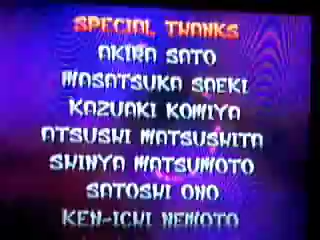 SPECIAL THANKS
AKIRA SATO
MASATSUKA SAEKI
KAZUAKI KOMIYA
ATSUSHI MATSUSHITA
SHINYA MATSUMOTO
SATOSHI ONO
KEN-ICHI NEMOTO